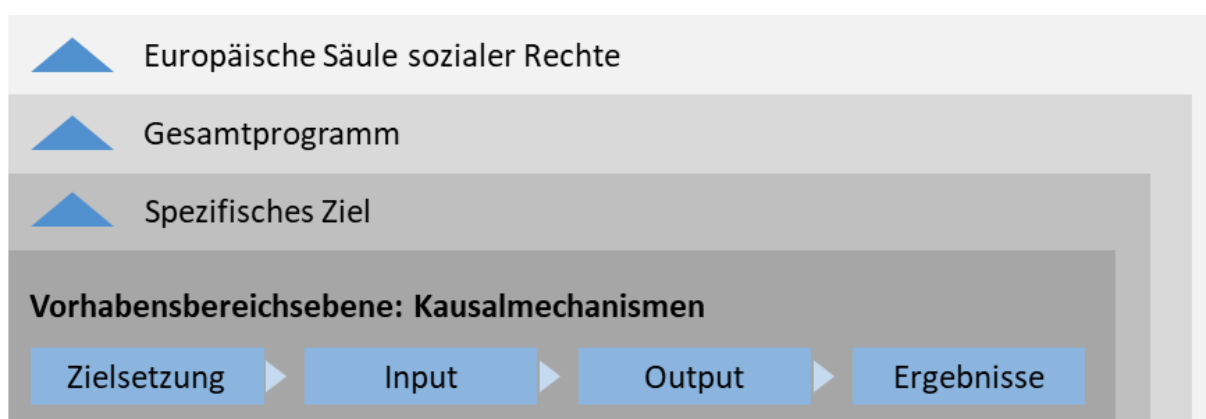 Europäische Säule sozialer Rechte
Gesamtprogramm
Spezifisches Ziel
Vorhabensbereichsebene: Kausalmechanismen
Zielsetzung Input Output Ergebnisse